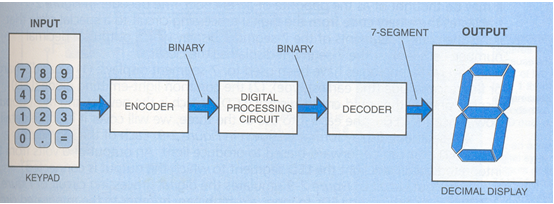 INPUT
7 8 9
4 5 6
1 2 3
0 . =
KEYPAD
ENCODER
BINARY
DIGITAL
PROCESSING
CIRCUIT
BINARY
DECODER
7-SEGMENT
OUTPUT
8
DECIMAL DISPLAY